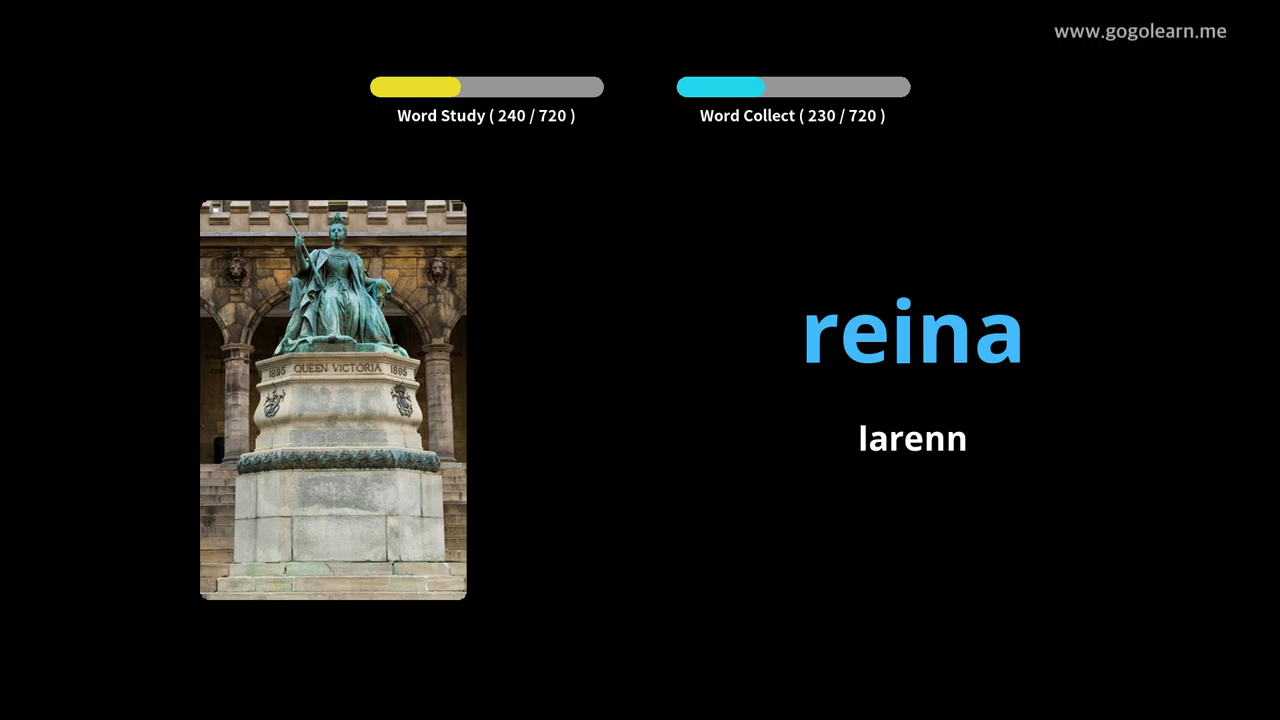 www.gogolearn.me
Word Study ( 240 / 720 )
Word Collect ( 230 / 720 )
1895 QUEEN VICTORIA 1895
reina
larenn